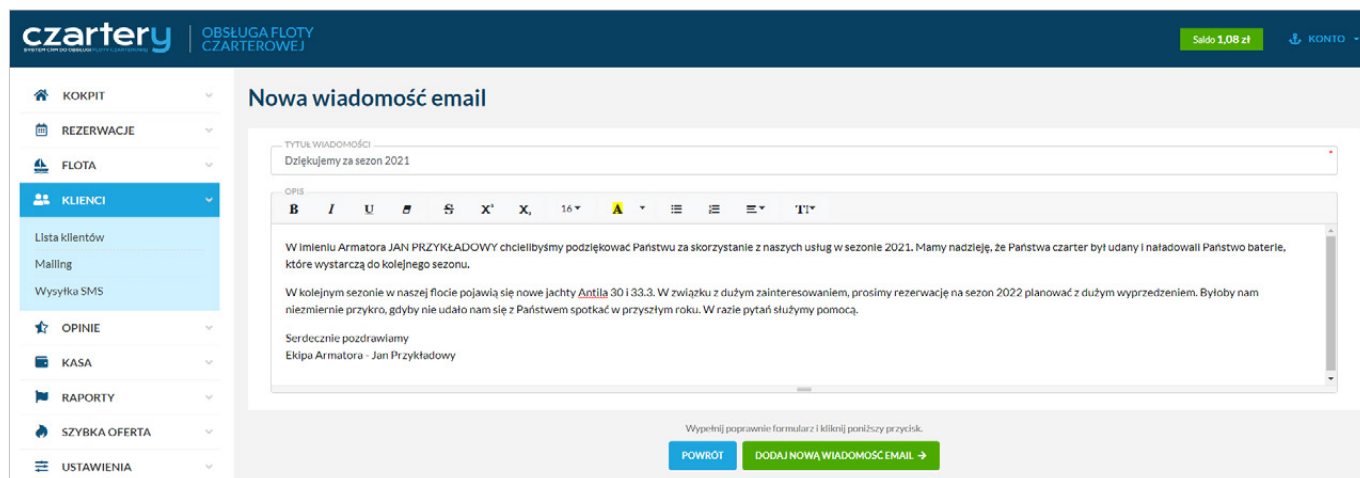 czartery
SYSTEM CRM DO OBSŁUGI FLOTY CZARTEROWEJ
OBSŁUGA FLOTY
CZARTEROWEJ
Saldo 1,08 zł
KONTO
KOKPIT
REZERWACJE
FLOTA
KLIENCI
Lista klientów
Mailing
Wysyłka SMS
OPINIE
KASA
RAPORTY
SZYBKA OFERTA
USTAWIENIA
Nowa wiadomość email
TYTUŁ WIADOMOŚCI
Dziękujemy za sezon 2021
*
OPIS
B I U S X² X₂ 16 A T
W imieniu Armatora JAN PRZYKŁADOWY chcielibyśmy podziękować Państwu za skorzystanie z naszych usług w sezonie 2021. Mamy nadzieję, że Państwa czarter był udany i naładowali Państwo baterie,
które wystarczą do kolejnego sezonu.
W kolejnym sezonie w naszej flocie pojawią się nowe jachty Antila 30 i 33.3. W związku z dużym zainteresowaniem, prosimy rezerwację na sezon 2022 planować z dużym wyprzedzeniem. Byłoby nam
niezmiernie przykro, gdyby nie udało nam się z Państwem spotkać w przyszłym roku. W razie pytań służymy pomocą.
Serdecznie pozdrawiamy
Ekipa Armatora - Jan Przykładowy
Wypełnij poprawnie formularz i kliknij poniższy przycisk.
POWRÓT
DODAJ NOWĄ WIADOMOŚĆ EMAIL →